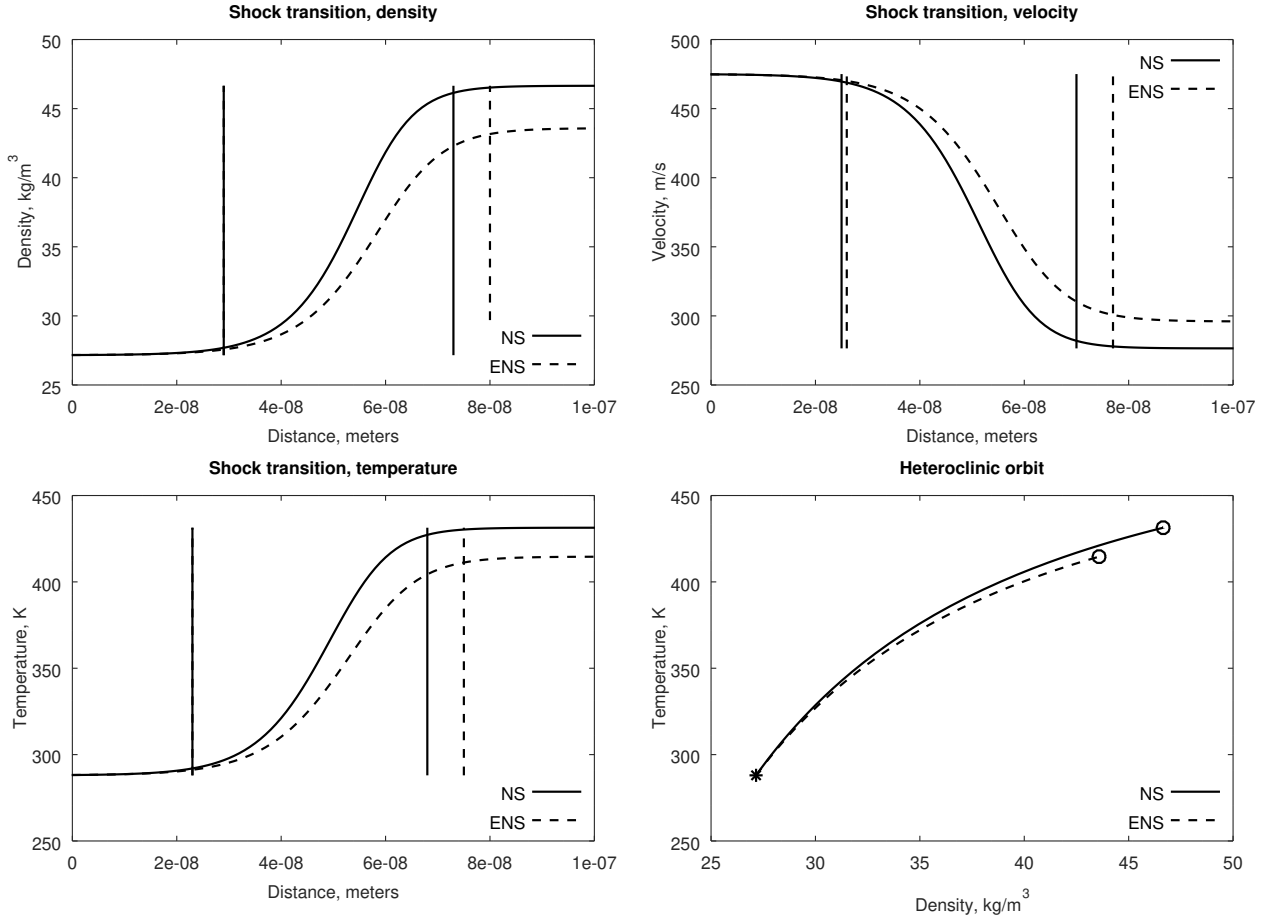 Shock transition, density
50
45
40
35
30
25
Density, kg/m³
NS
ENS
0 2e-08 4e-08 6e-08 8e-08 1e-07
Distance, meters
Shock transition, velocity
500
450
400
350
300
250
Velocity, m/s
NS
ENS
0 2e-08 4e-08 6e-08 8e-08 1e-07
Distance, meters
Shock transition, temperature
450
400
350
300
250
Temperature, K
NS
ENS
0 2e-08 4e-08 6e-08 8e-08 1e-07
Distance, meters
Heteroclinic orbit
450
400
350
300
250
Temperature, K
NS
ENS
25 30 35 40 45 50
Density, kg/m³